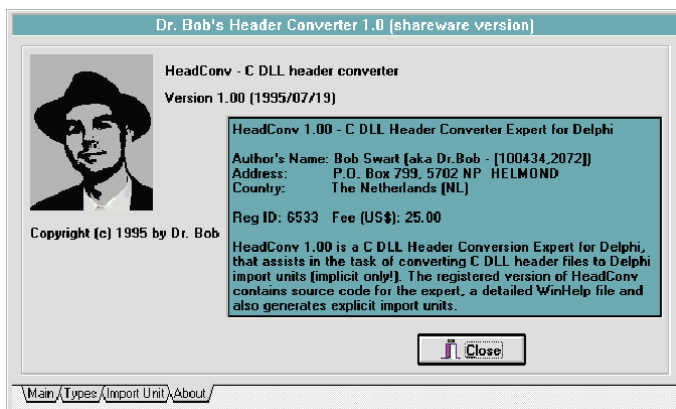 Dr. Bob's Header Converter 1.0 (shareware version)
HeadConv - C DLL header converter
Version 1.00 (1995/07/19)
HeadConv 1.00 - C DLL Header Converter Expert for Delphi
Author's Name: Bob Swart (aka Dr.Bob - [100434,2072])
Address: P.O. Box 799, 5702 NP HELMOND
Country: The Netherlands (NL)
Reg ID: 6533 Fee (US$): 25.00
HeadConv 1.00 is a C DLL Header Conversion Expert for Delphi,
that assists in the task of converting C DLL header files to Delphi
import units (implicit only!). The registered version of HeadConv
contains source code for the expert, a detailed WinHelp file and
also generates explicit import units.
Copyright (c) 1995 by Dr. Bob
Close
Main Types Import Unit About